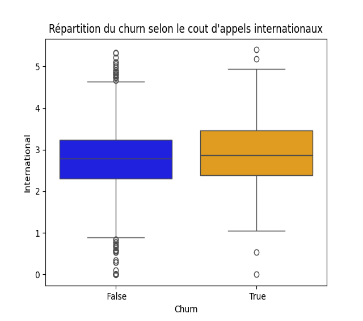 Répartition du churn selon le cout d'appels internationaux
International
5
4
3
2
1
0
False
True
Churn